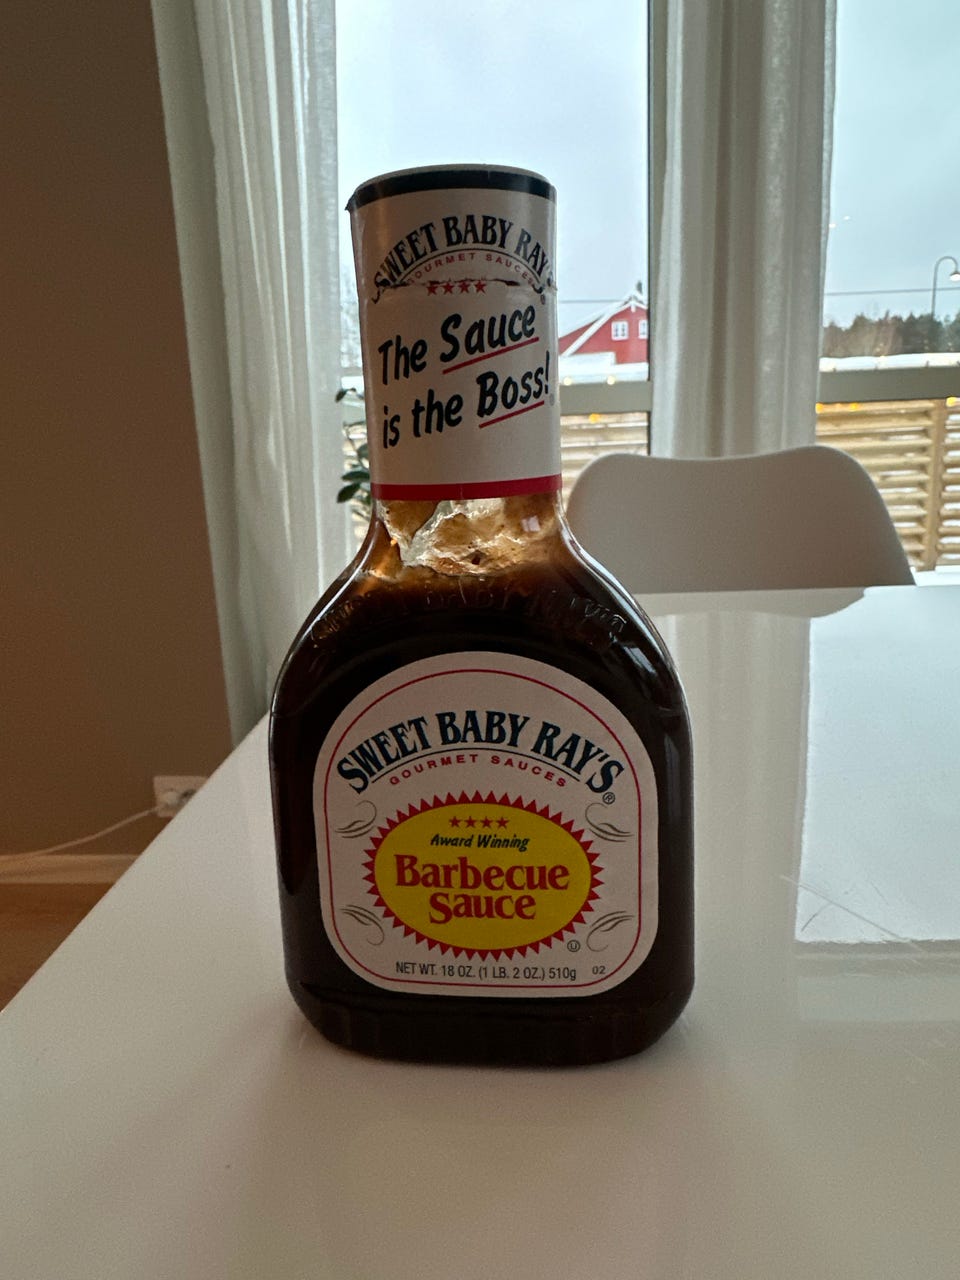 SWEET BABY RAY'S
GOURMET SAUCES
The Sauce
is the Boss!
SWEET BABY RAY'S
GOURMET SAUCES
Award Winning
Barbecue
Sauce
NET WT. 18 OZ. (1 LB. 2 OZ.) 510g 02